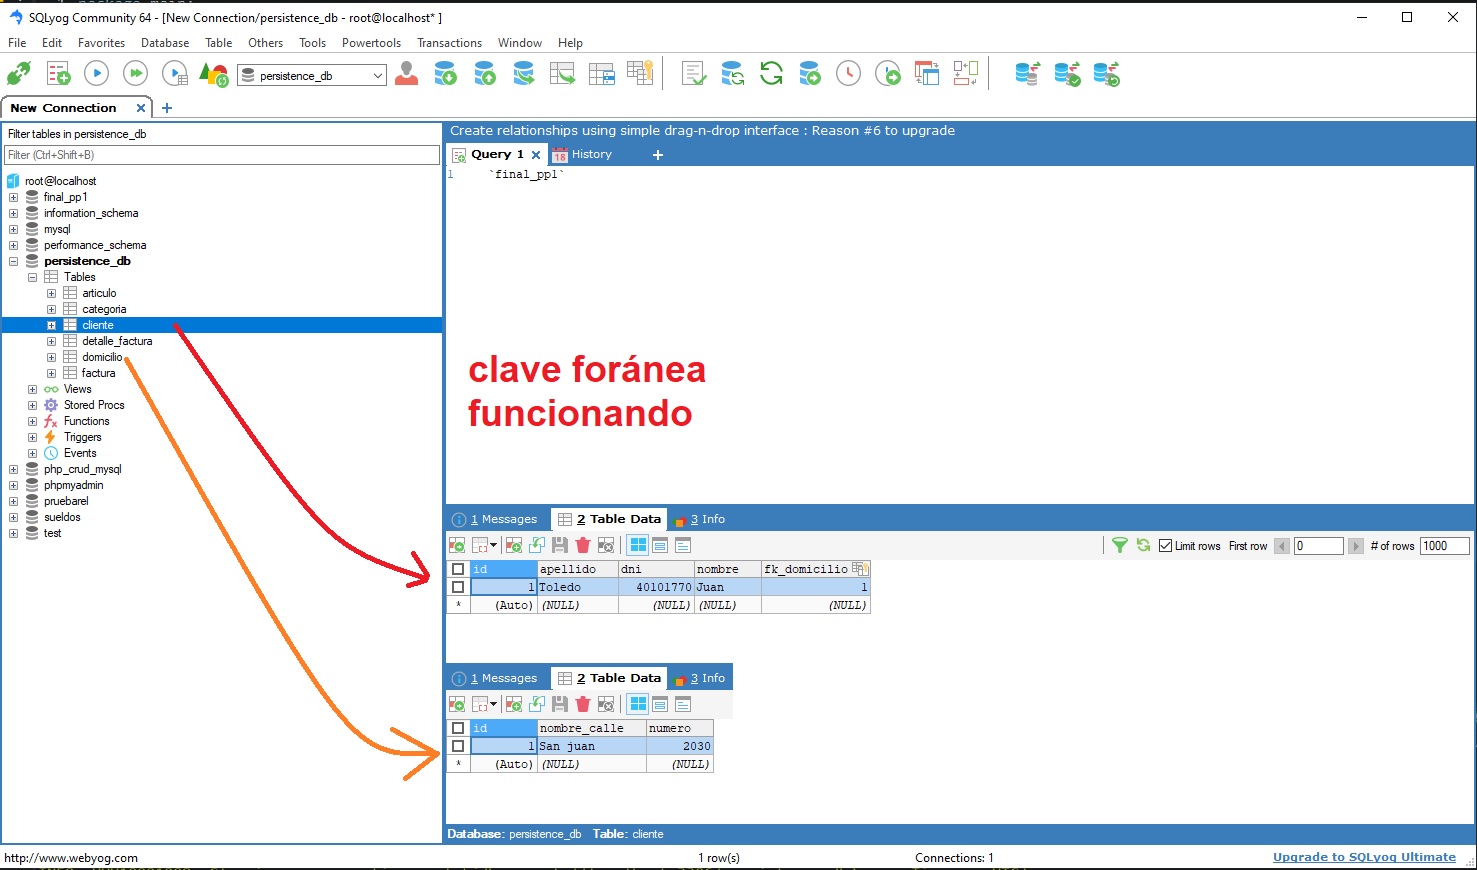 SQLyog Community 64 - [New Connection/persistence_db - root@localhost* ]
File Edit Favorites Database Table Others Tools Powertools Transactions Window Help
persistence_db
New Connection
Filter tables in persistence_db
Filter (Ctrl+Shift+B)
root@localhost
final_pp1
information_schema
mysql
performance_schema
persistence_db
Tables
articulo
categoria
cliente
detalle_factura
domicilio
factura
Views
Stored Procs
Functions
Triggers
Events
php_crud_mysql
phpmyadmin
pruebarel
sueldos
test
Create relationships using simple drag-n-drop interface : Reason #6 to upgrade
Query 1 18 History
1 `final_pp1`
clave foránea
funcionando
1 Messages 2 Table Data 3 Info
Limit rows First row 0 # of rows 1000
id apellido dni nombre fk_domicilio
1 Toledo 40101770 Juan 1
* (Auto) (NULL) (NULL) (NULL) (NULL)
1 Messages 2 Table Data 3 Info
id nombre_calle numero
1 San juan 2030
* (Auto) (NULL) (NULL)
Database: persistence_db Table: cliente
http://www.webyog.com 1 row(s) Connections: 1 Upgrade to SQLyog Ultimate